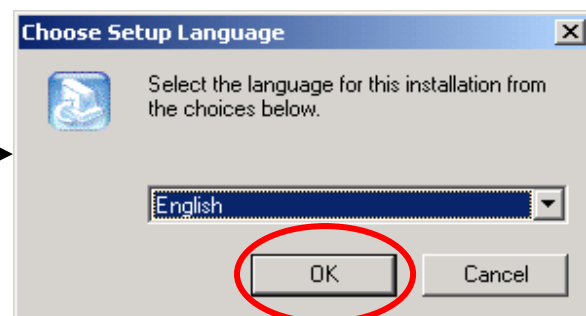 Choose Setup Language
Select the language for this installation from
the choices below.
English
OK
Cancel